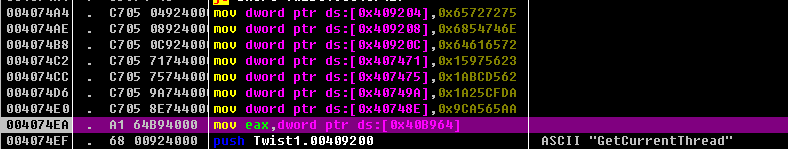 004074A4 . C705 04924000 mov dword ptr ds:[0x409204],0x65727275
004074AE . C705 08924000 mov dword ptr ds:[0x409208],0x6854746E
004074B8 . C705 0C924000 mov dword ptr ds:[0x40920C],0x64616572
004074C2 . C705 71744000 mov dword ptr ds:[0x407471],0x15975623
004074CC . C705 75744000 mov dword ptr ds:[0x407475],0x1ABCD562
004074D6 . C705 9A744000 mov dword ptr ds:[0x40749A],0x1A25CFDA
004074E0 . C705 8E744000 mov dword ptr ds:[0x40748E],0x9CA565AA
004074EA . A1 64B94000 mov eax,dword ptr ds:[0x40B964]
004074EF . 68 00924000 push Twist1.00409200 ASCII "GetCurrentThread"